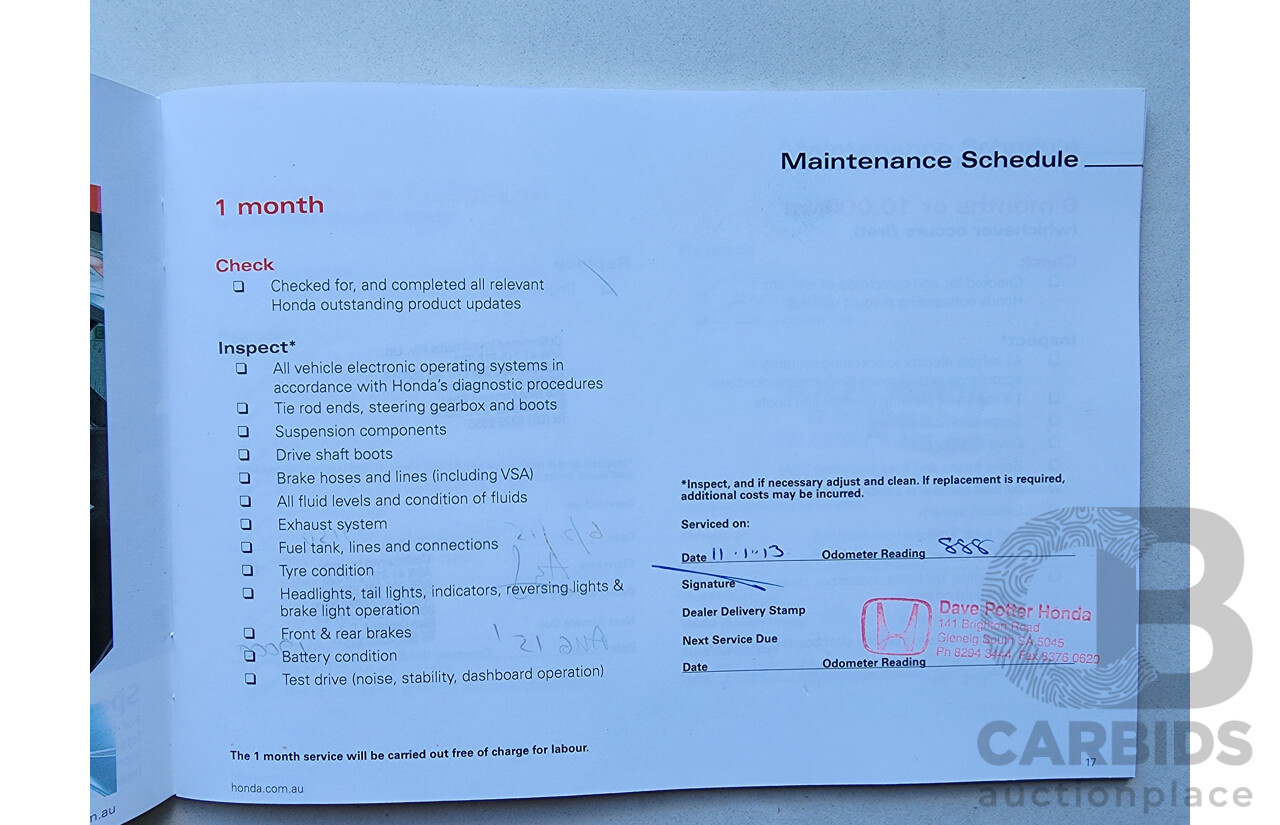 Maintenance Schedule
1 month
Check
Checked for, and completed all relevant
Honda outstanding product updates
Inspect*
All vehicle electronic operating systems in
accordance with Honda's diagnostic procedures
Tie rod ends, steering gearbox and boots
Suspension components
Drive shaft boots
Brake hoses and lines (including VSA)
All fluid levels and condition of fluids
Exhaust system
Fuel tank, lines and connections
Tyre condition
Headlights, tail lights, indicators, reversing lights &
brake light operation
Front & rear brakes
Battery condition
Test drive (noise, stability, dashboard operation)
The 1 month service will be carried out free of charge for labour.
honda.com.au
*Inspect, and if necessary adjust and clean. If replacement is required,
additional costs may be incurred.
Serviced on:
Date 11.1.13 Odometer Reading 888
Signature
Dealer Delivery Stamp
Next Service Due
Date Odometer Reading
Dave Potter Honda
141 Brighton Road
Glenelg South SA 5045
Ph 8294 3444 Fax 8376 0620
17
m.au
CARBIDS
auctionplace